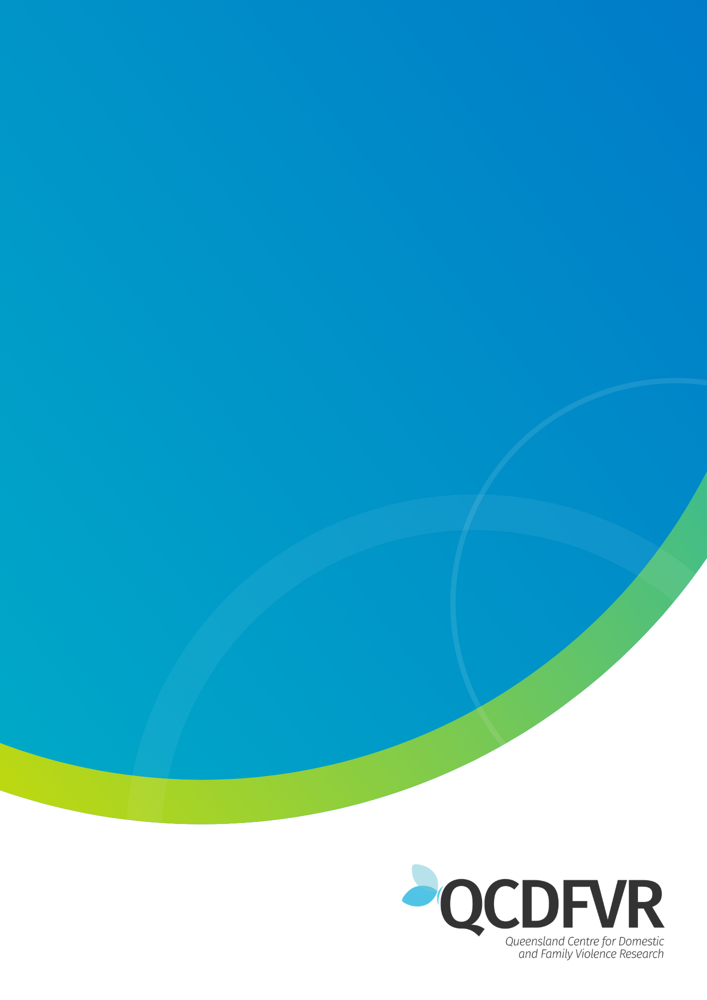 QCDFVR
Queensland Centre for Domestic
and Family Violence Research